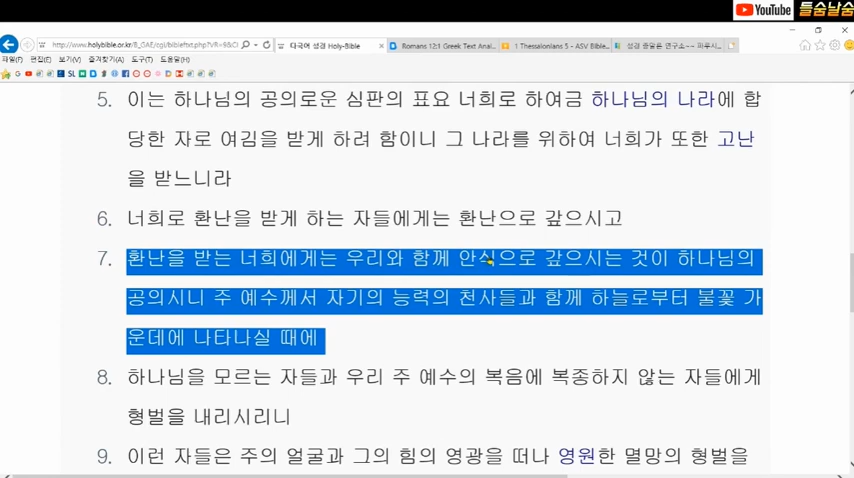 YouTube 들숨날숨
http://www.holybible.or.kr/B_GAE/cgi/bibleftxt.php?VR=9&CI
다국어 성경 Holy-Bible
Romans 12:1 Greek Text Anal...
1 Thessalonians 5 - ASV Bible...
파일(F) 편집(E) 보기(V) 즐겨찾기(A) 도구(T) 도움말(H)
5. 이는 하나님의 공의로운 심판의 표요 너희로 하여금 하나님의 나라에 합
당한 자로 여김을 받게 하려 함이니 그 나라를 위하여 너희가 또한 고난
을 받느니라
6. 너희로 환난을 받게 하는 자들에게는 환난으로 갚으시고
7. 환난을 받는 너희에게는 우리와 함께 안식으로 갚으시는 것이 하나님의
공의시니 주 예수께서 자기의 능력의 천사들과 함께 하늘로부터 불꽃 가
운데에 나타나실 때에
8. 하나님을 모르는 자들과 우리 주 예수의 복음에 복종하지 않는 자들에게
형벌을 내리시리니
9. 이런 자들은 주의 얼굴과 그의 힘의 영광을 떠나 영원한 멸망의 형벌을